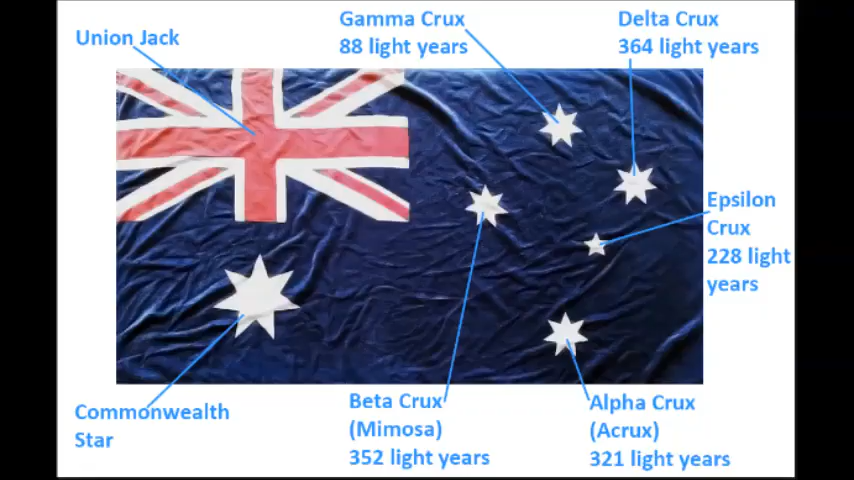 Union Jack
Gamma Crux
88 light years
Delta Crux
364 light years
Epsilon
Crux
228 light
years
Commonwealth
Star
Beta Crux
(Mimosa)
352 light years
Alpha Crux
(Acrux)
321 light years